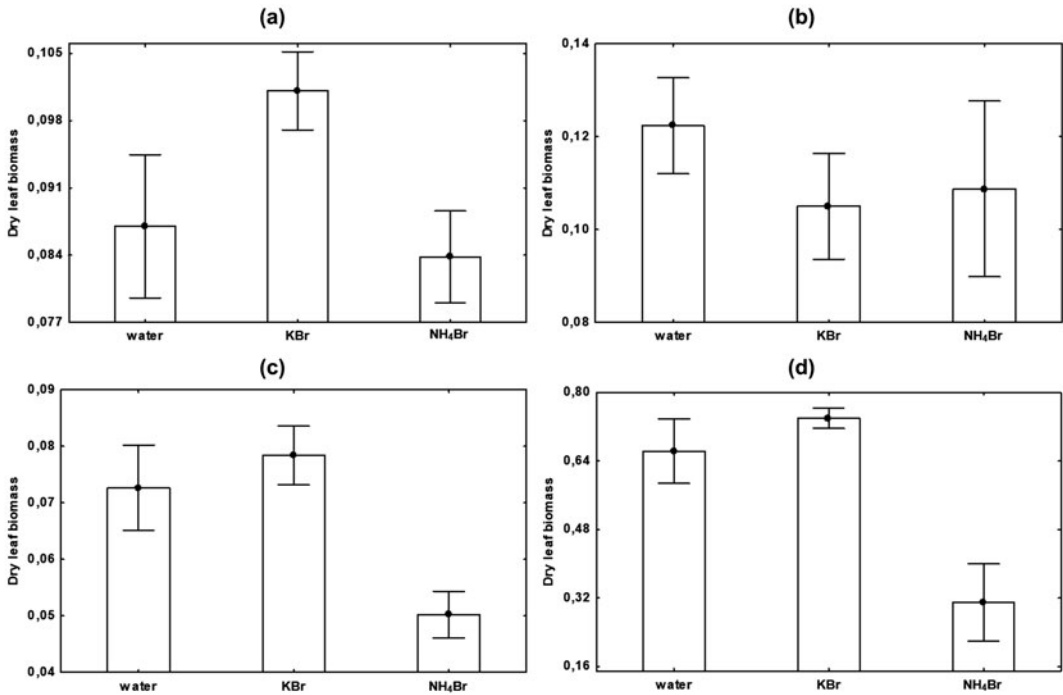 (a)
Dry leaf biomass
0,105
0,098
0,091
0,084
0,077
water KBr NH₄Br
(b)
Dry leaf biomass
0,14
0,12
0,10
0,08
water KBr NH₄Br
(c)
Dry leaf biomass
0,09
0,08
0,07
0,06
0,05
0,04
water KBr NH₄Br
(d)
Dry leaf biomass
0,80
0,64
0,48
0,32
0,16
water KBr NH₄Br